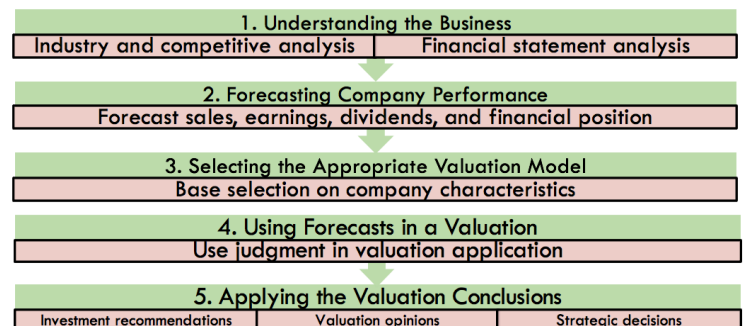 1. Understanding the Business
Industry and competitive analysis
Financial statement analysis
2. Forecasting Company Performance
Forecast sales, earnings, dividends, and financial position
3. Selecting the Appropriate Valuation Model
Base selection on company characteristics
4. Using Forecasts in a Valuation
Use judgment in valuation application
5. Applying the Valuation Conclusions
Investment recommendations
Valuation opinions
Strategic decisions